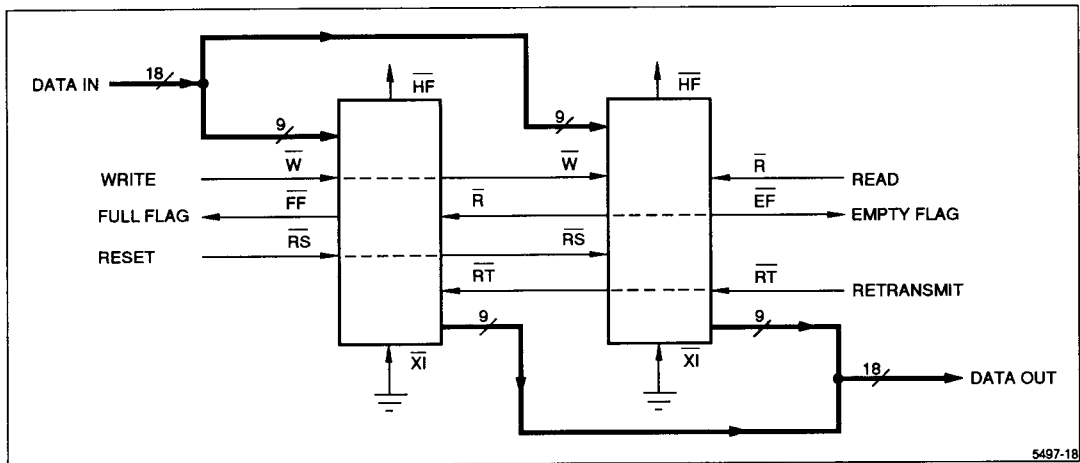 HF
HF
DATA IN
18
9
9
W
W
R
WRITE
READ
FF
R
EF
FULL FLAG
EMPTY FLAG
RS
RS
RESET
RT
RT
RETRANSMIT
9
9
XI
XI
18
DATA OUT
5497-18